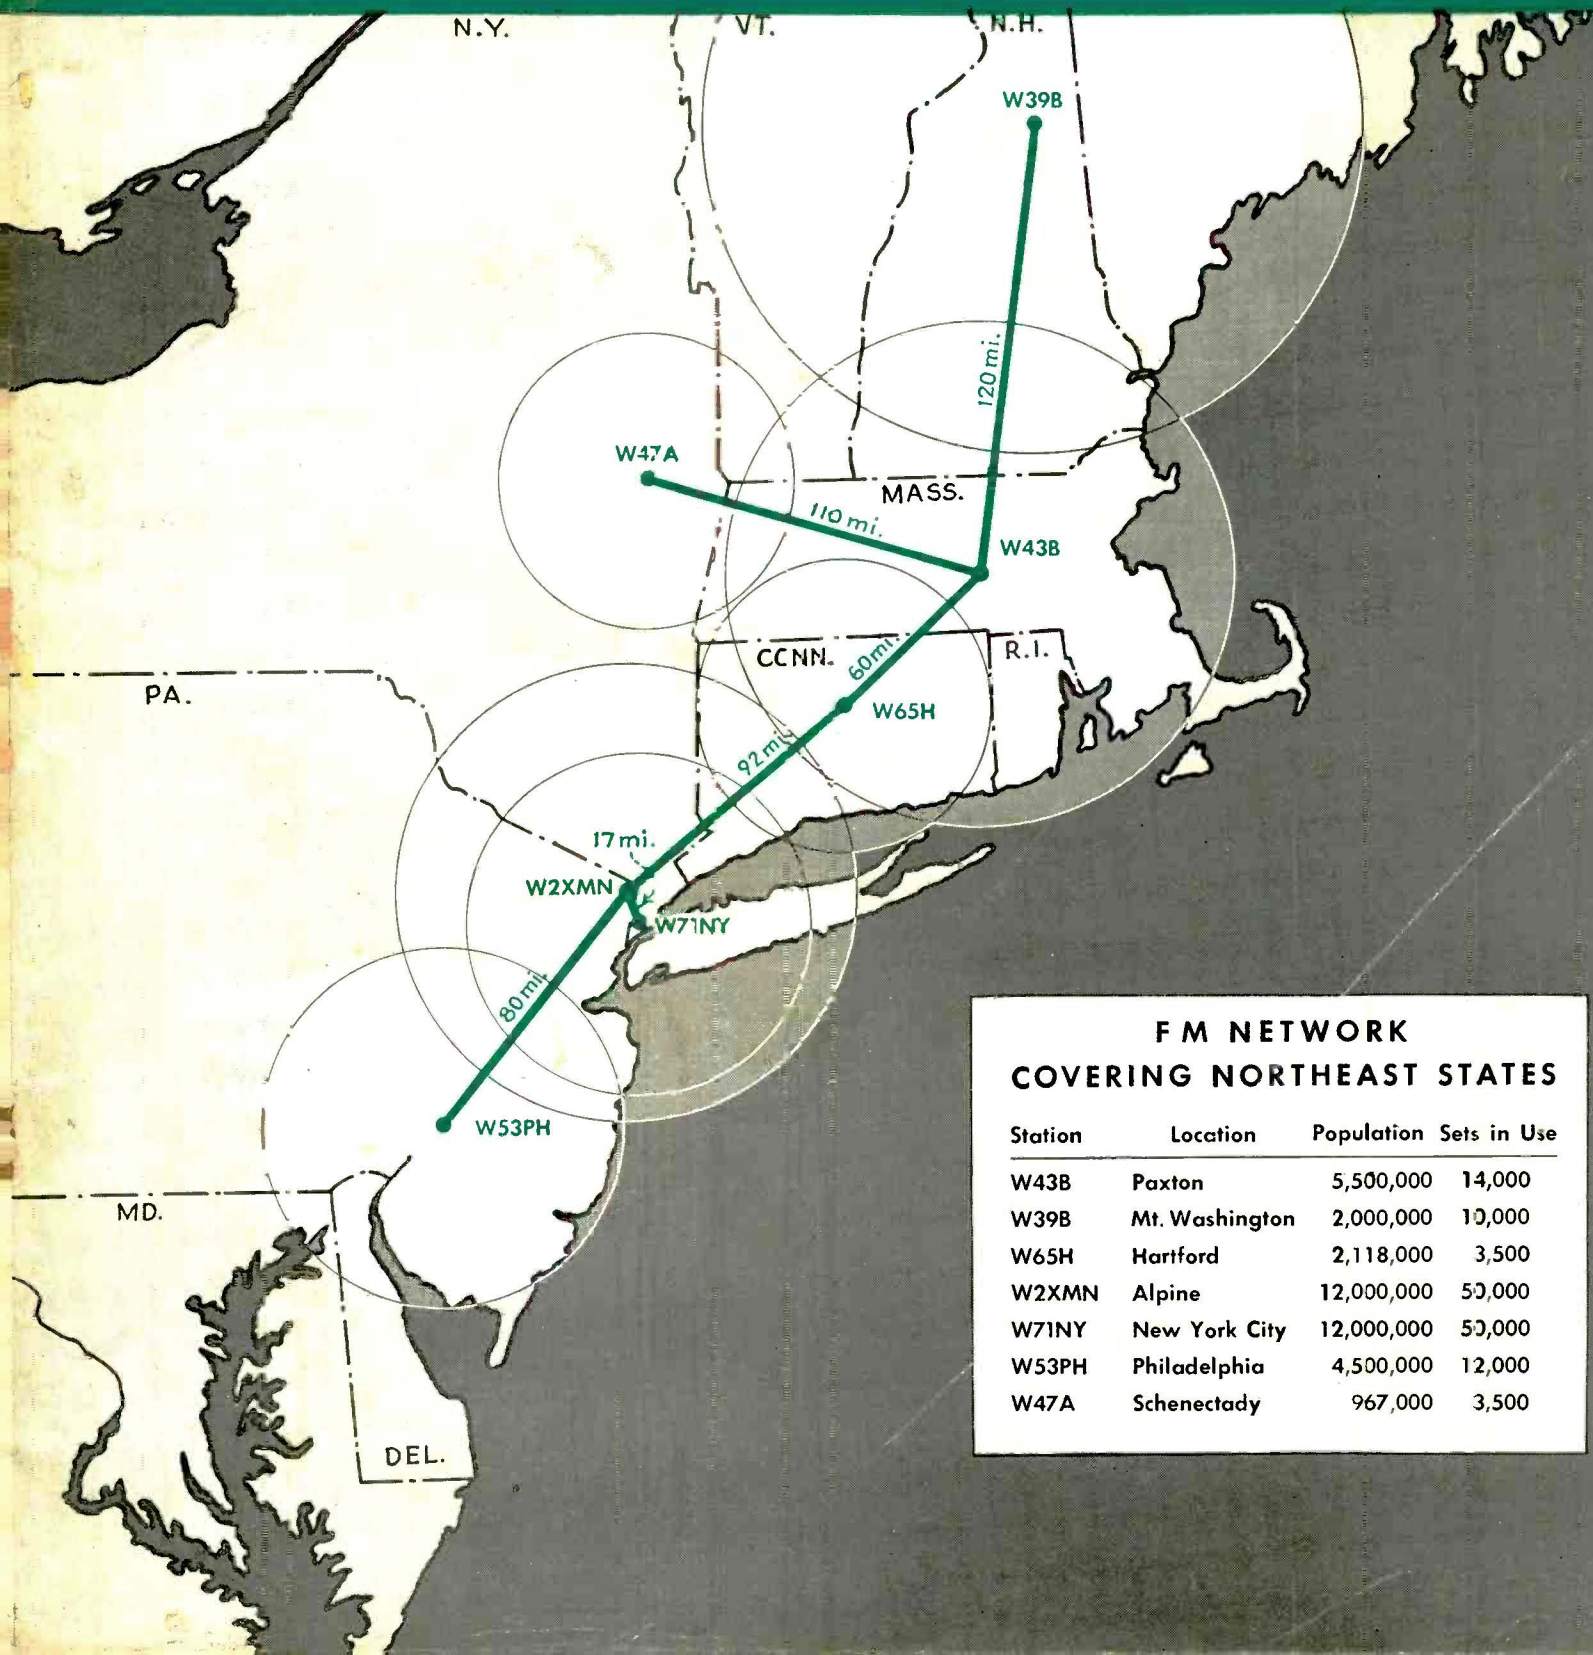 N.Y.
VT.
N.H.
W39B
120 mi.
W47A
MASS.
110 mi.
W43B
CCNN.
R.I.
60mi.
PA.
W65H
92 mi.
17 mi.
W2XMN
W71NY
80 mi.
W53PH
MD.
DEL.
FM NETWORK
COVERING NORTHEAST STATES
Station Location Population Sets in Use
W43B Paxton 5,500,000 14,000
W39B Mt. Washington 2,000,000 10,000
W65H Hartford 2,118,000 3,500
W2XMN Alpine 12,000,000 50,000
W71NY New York City 12,000,000 50,000
W53PH Philadelphia 4,500,000 12,000
W47A Schenectady 967,000 3,500